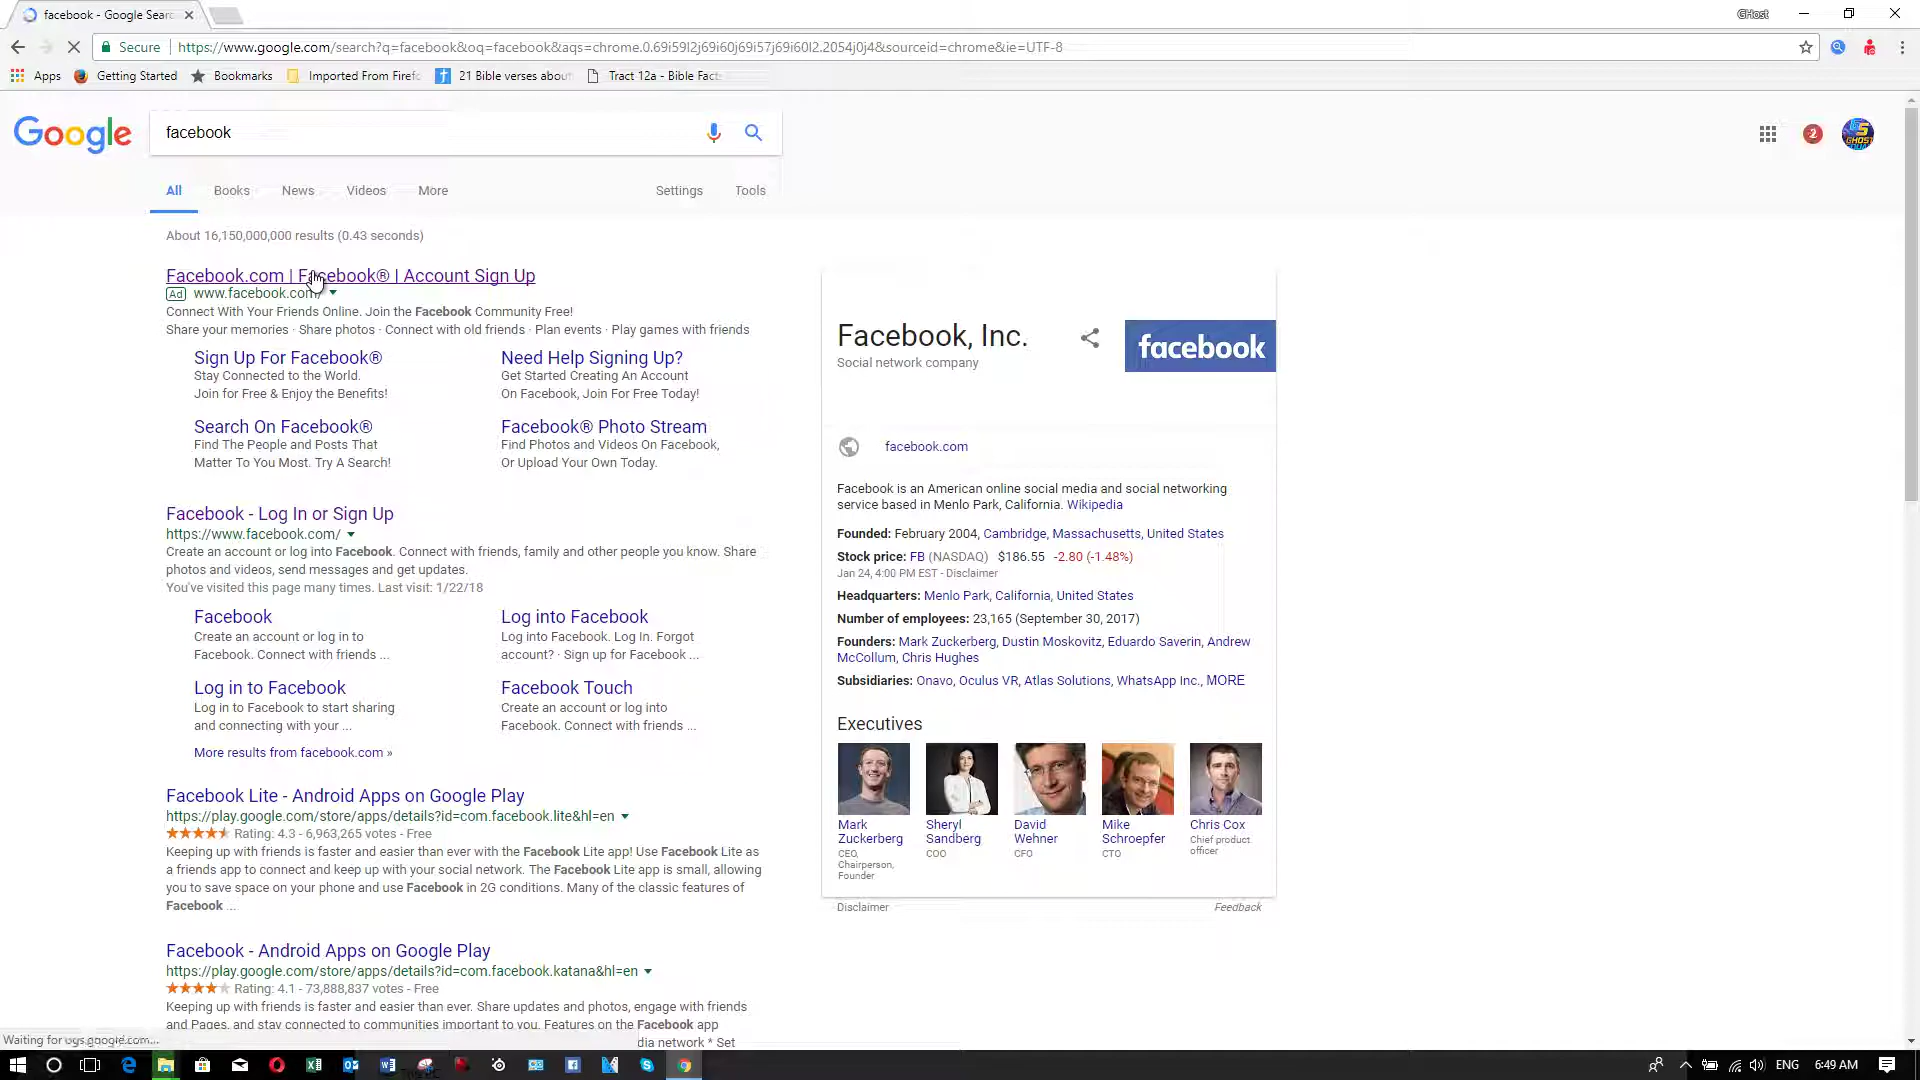 facebook - Google Sear
GHost
Secure
https://www.google.com/search?q=facebook&oq=facebook&aqs=chrome.0.69i59l2j69i60j69i57j69i60l2.2054j0j4&sourceid=chrome&ie=UTF-8
Apps Getting Started Bookmarks Imported From Firefo 21 Bible verses about Tract 12a - Bible Facts
Google
facebook
2
All Books News Videos More Settings Tools
About 16,150,000,000 results (0.43 seconds)
Facebook.com | Facebook® | Account Sign Up
Ad www.facebook.com/
Connect With Your Friends Online. Join the Facebook Community Free!
Share your memories · Share photos · Connect with old friends · Plan events · Play games with friends
Sign Up For Facebook®
Stay Connected to the World.
Join for Free & Enjoy the Benefits!
Need Help Signing Up?
Get Started Creating An Account
On Facebook, Join For Free Today!
Search On Facebook®
Find The People and Posts That
Matter To You Most. Try A Search!
Facebook® Photo Stream
Find Photos and Videos On Facebook,
Or Upload Your Own Today.
Facebook - Log In or Sign Up
https://www.facebook.com/
Create an account or log into Facebook. Connect with friends, family and other people you know. Share
photos and videos, send messages and get updates.
You've visited this page many times. Last visit: 1/22/18
Facebook
Create an account or log in to
Facebook. Connect with friends ...
Log into Facebook
Log into Facebook. Log In. Forgot
account? · Sign up for Facebook ...
Log in to Facebook
Log in to Facebook to start sharing
and connecting with your ...
Facebook Touch
Create an account or log into
Facebook. Connect with friends ...
More results from facebook.com »
Facebook Lite - Android Apps on Google Play
https://play.google.com/store/apps/details?id=com.facebook.lite&hl=en
Rating: 4.3 - 6,963,265 votes - Free
Keeping up with friends is faster and easier than ever with the Facebook Lite app! Use Facebook Lite as
a friends app to connect and keep up with your social network. The Facebook Lite app is small, allowing
you to save space on your phone and use Facebook in 2G conditions. Many of the classic features of
Facebook ...
Facebook - Android Apps on Google Play
https://play.google.com/store/apps/details?id=com.facebook.katana&hl=en
Rating: 4.1 - 73,888,837 votes - Free
Keeping up with friends is faster and easier than ever. Share updates and photos, engage with friends
and Pages, and stay connected to communities important to you. Features on the Facebook app
dia network * Set
Facebook, Inc.
Social network company
facebook
facebook.com
Facebook is an American online social media and social networking
service based in Menlo Park, California. Wikipedia
Founded: February 2004, Cambridge, Massachusetts, United States
Stock price: FB (NASDAQ) $186.55 -2.80 (-1.48%)
Jan 24, 4:00 PM EST - Disclaimer
Headquarters: Menlo Park, California, United States
Number of employees: 23,165 (September 30, 2017)
Founders: Mark Zuckerberg, Dustin Moskovitz, Eduardo Saverin, Andrew
McCollum, Chris Hughes
Subsidiaries: Onavo, Oculus VR, Atlas Solutions, WhatsApp Inc., MORE
Executives
Mark
Zuckerberg
CEO,
Chairperson,
Founder
Sheryl
Sandberg
COO
David
Wehner
CFO
Mike
Schroepfer
CTO
Chris Cox
Chief product
officer
Disclaimer Feedback
Waiting for ogs.google.com...
ENG 6:49 AM